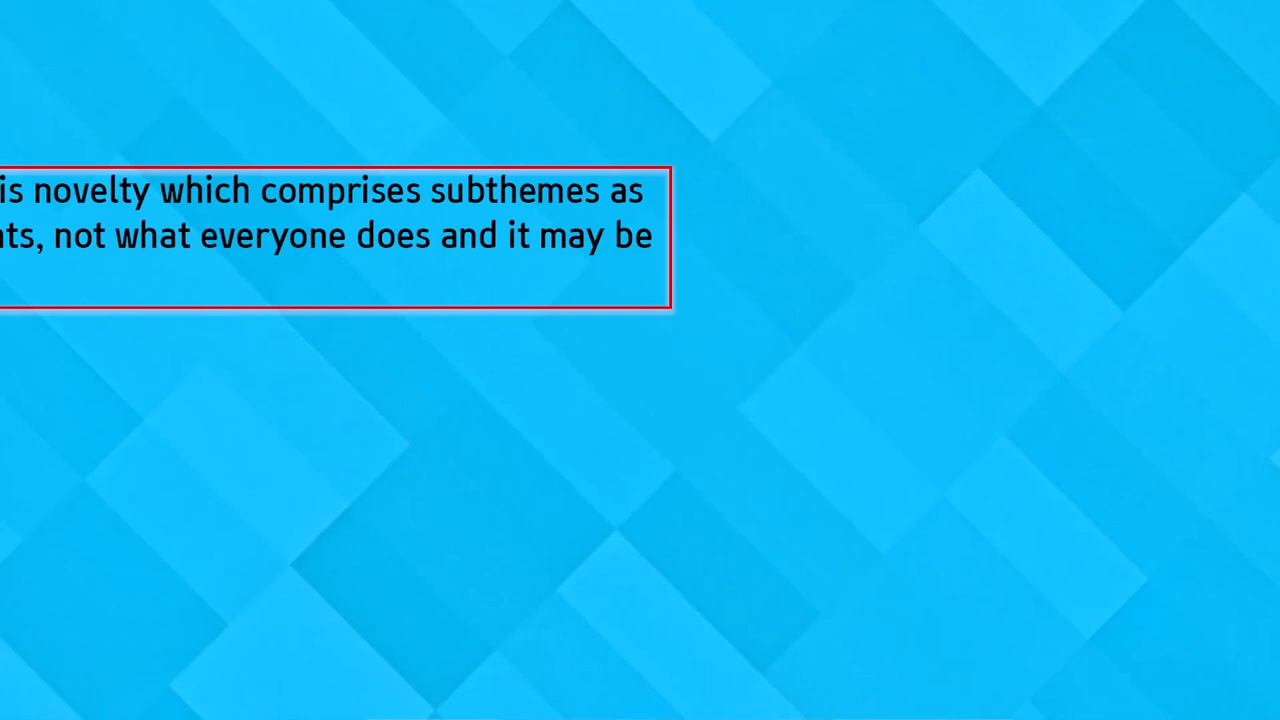 is novelty which comprises subthemes as
not what everyone does and it may be